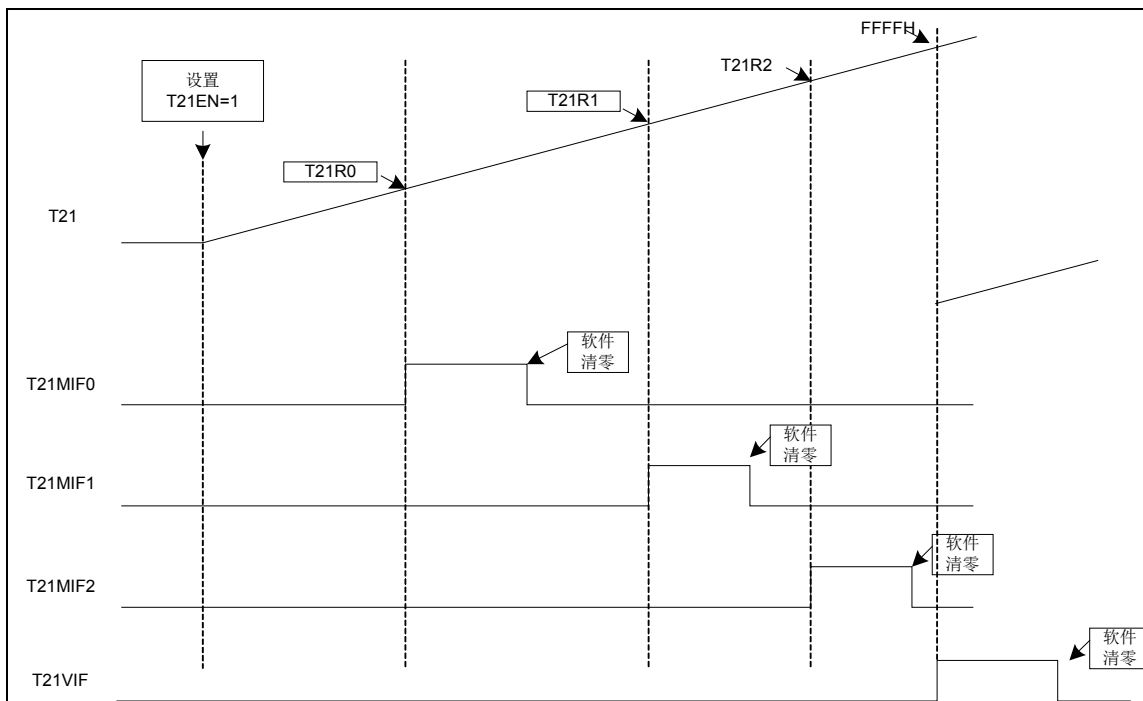 FFFFH
设置
T21EN=1
T21R2
T21R1
T21R0
T21
软件
清零
T21MIF0
软件
清零
T21MIF1
软件
清零
T21MIF2
软件
清零
T21VIF